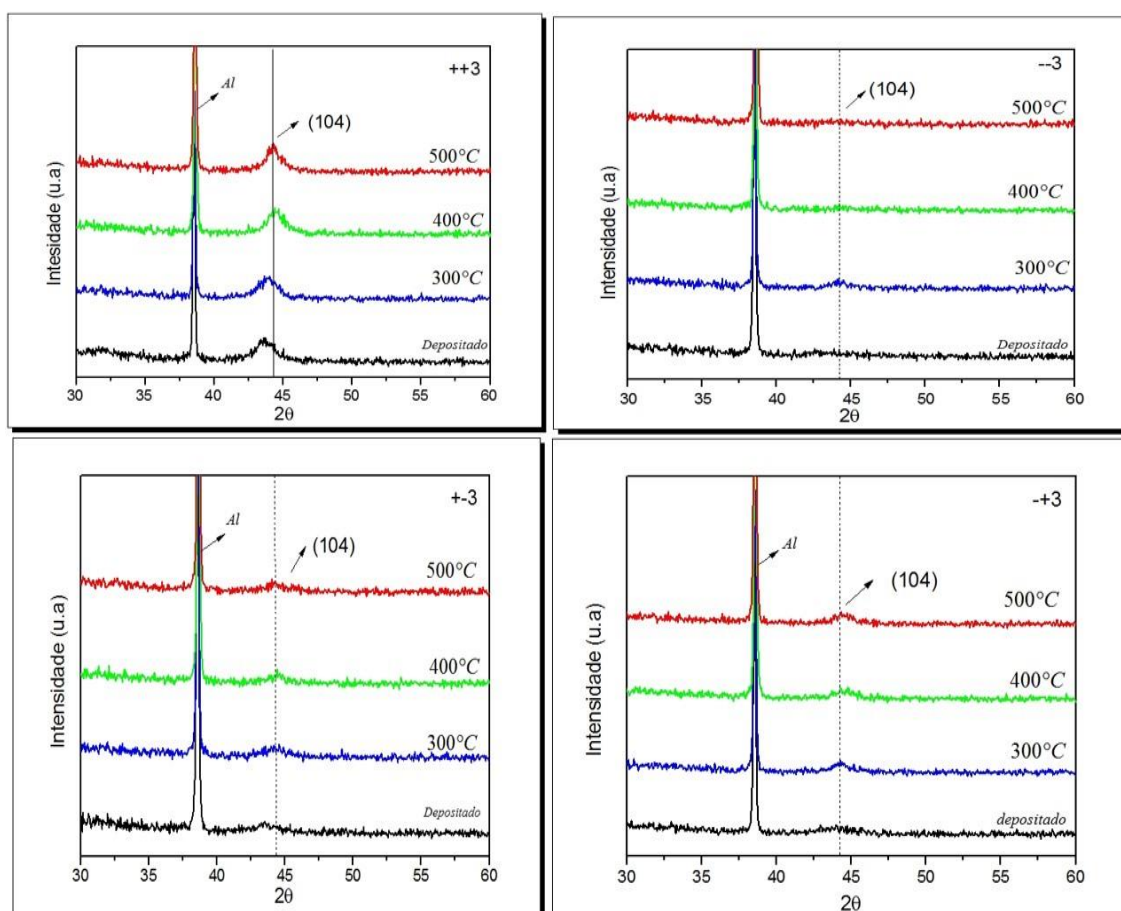 ++3
Al
(104)
500°C
400°C
300°C
Depositado
Intesidade (u.a)
30 35 40 45 50 55 60
2θ
--3
(104)
500°C
400°C
300°C
Depositado
Intensidade (u.a)
30 35 40 45 50 55 60
2θ
+-3
Al
(104)
500°C
400°C
300°C
Depositado
Intensidade (u.a)
30 35 40 45 50 55 60
2θ
-+3
Al
(104)
500°C
400°C
300°C
depositado
Intensidade (u.a)
30 35 40 45 50 55 60
2θ